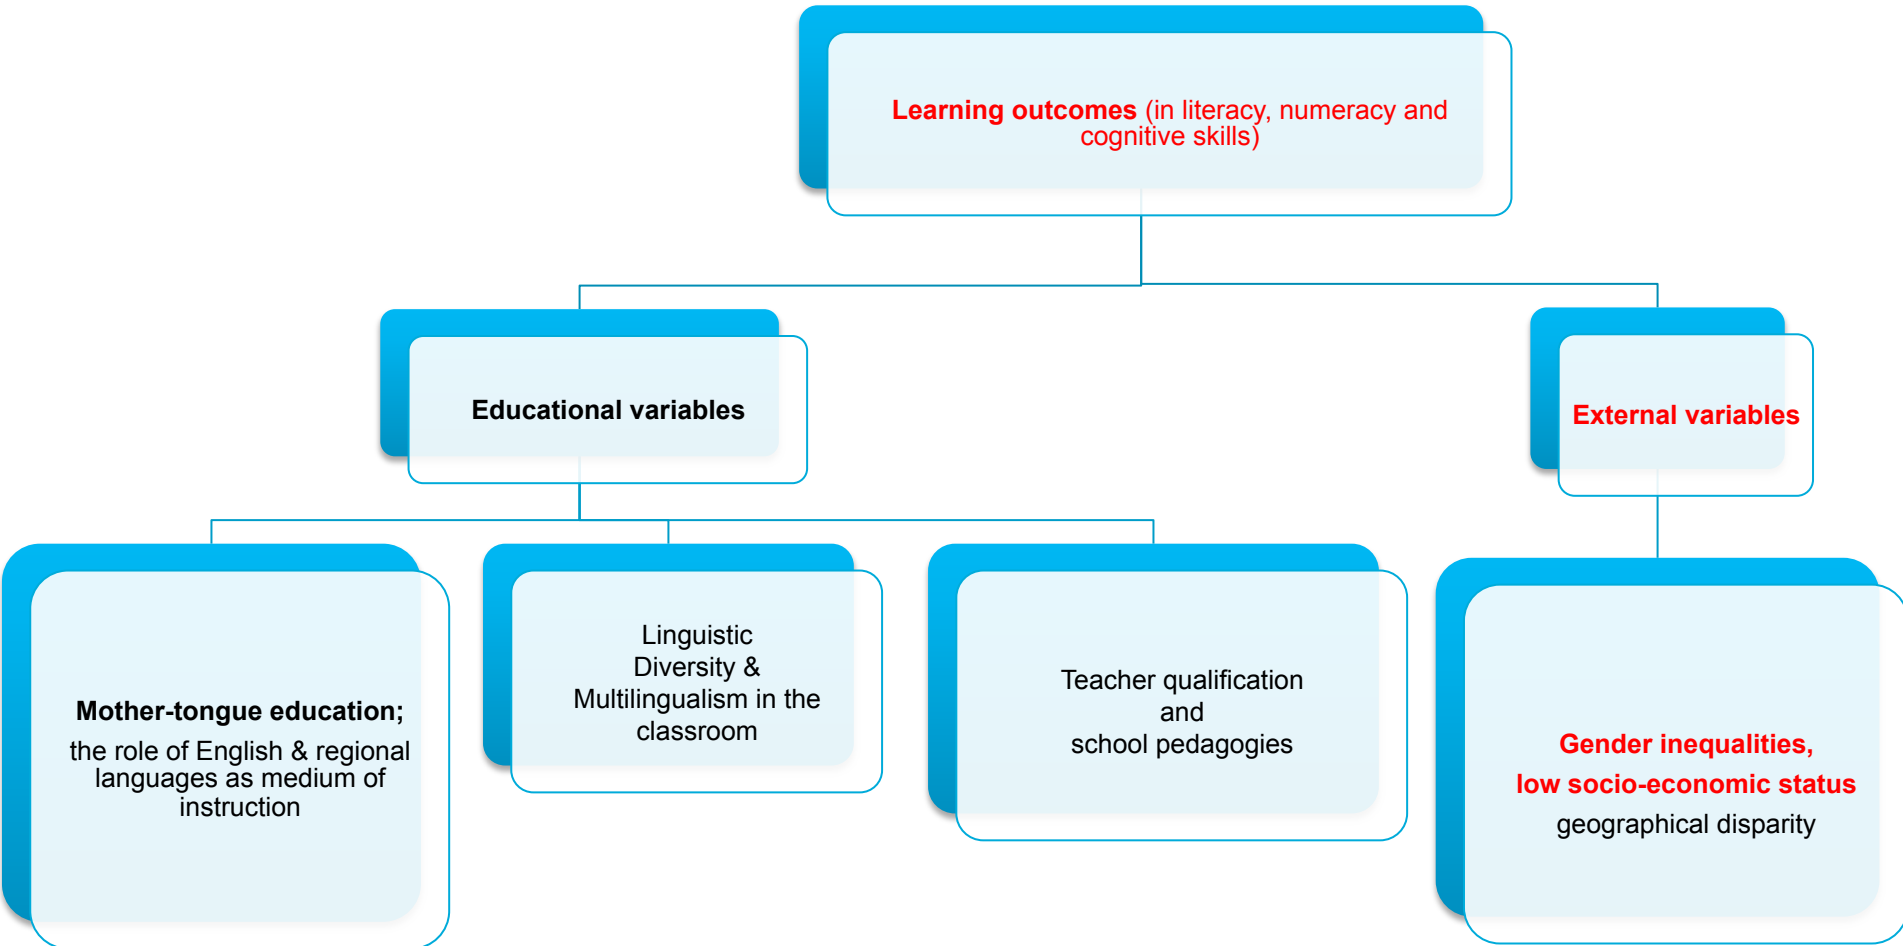 Learning outcomes (in literacy, numeracy and
cognitive skills)
Educational variables
External variables
Mother-tongue education;
the role of English & regional
languages as medium of
instruction
Linguistic
Diversity &
Multilingualism in the
classroom
Teacher qualification
and
school pedagogies
Gender inequalities,
low socio-economic status
geographical disparity